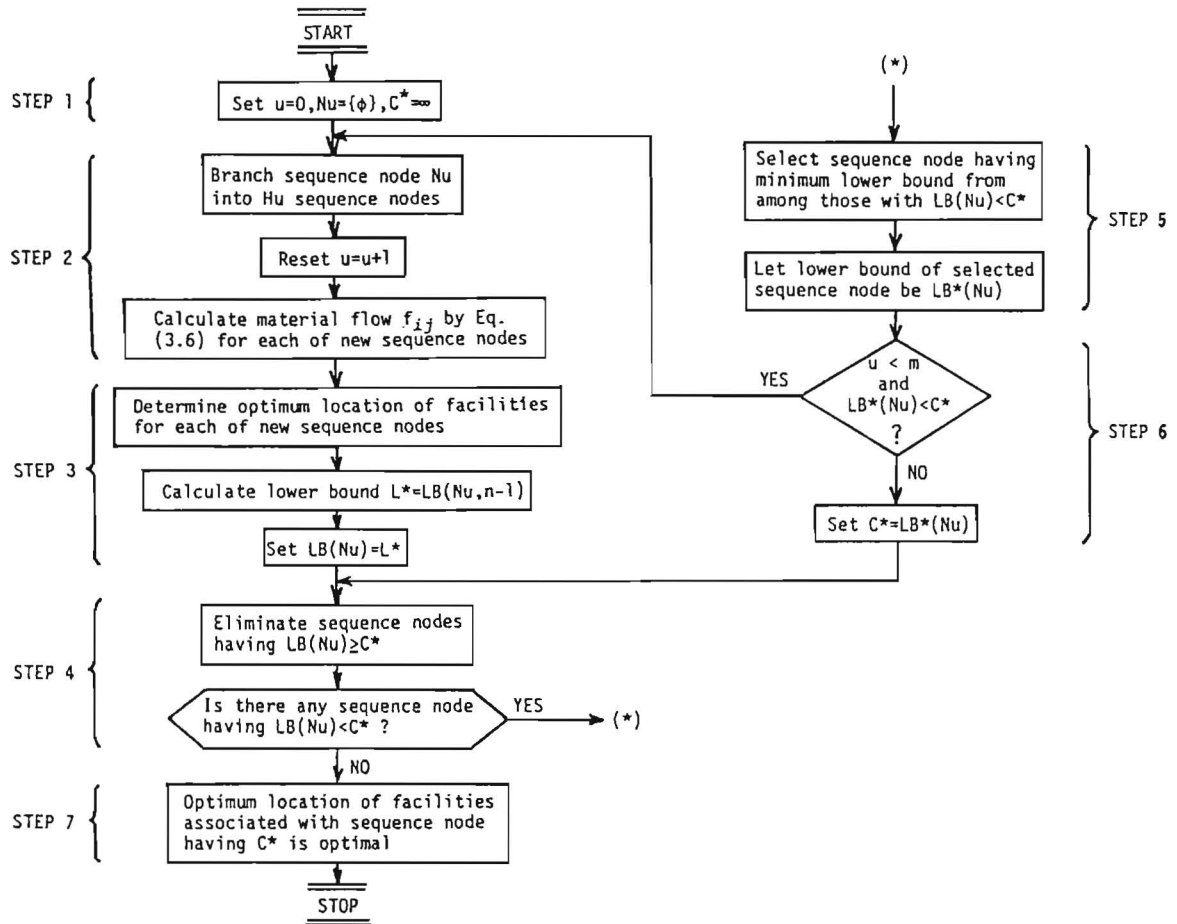 START
STEP 1
Set u=0,Nu={ϕ},C*=∞
STEP 2
Branch sequence node Nu
into Hu sequence nodes
Reset u=u+1
Calculate material flow fij by Eq.
(3.6) for each of new sequence nodes
STEP 3
Determine optimum location of facilities
for each of new sequence nodes
Calculate lower bound L*=LB(Nu,n-1)
Set LB(Nu)=L*
STEP 4
Eliminate sequence nodes
having LB(Nu)≥C*
Is there any sequence node
having LB(Nu)<C* ?
YES
(*)
NO
STEP 7
Optimum location of facilities
associated with sequence node
having C* is optimal
STOP
(*)
Select sequence node having
minimum lower bound from
among those with LB(Nu)<C*
STEP 5
Let lower bound of selected
sequence node be LB*(Nu)
u < m
and
LB*(Nu)<C*
?
YES
STEP 6
NO
Set C*=LB*(Nu)